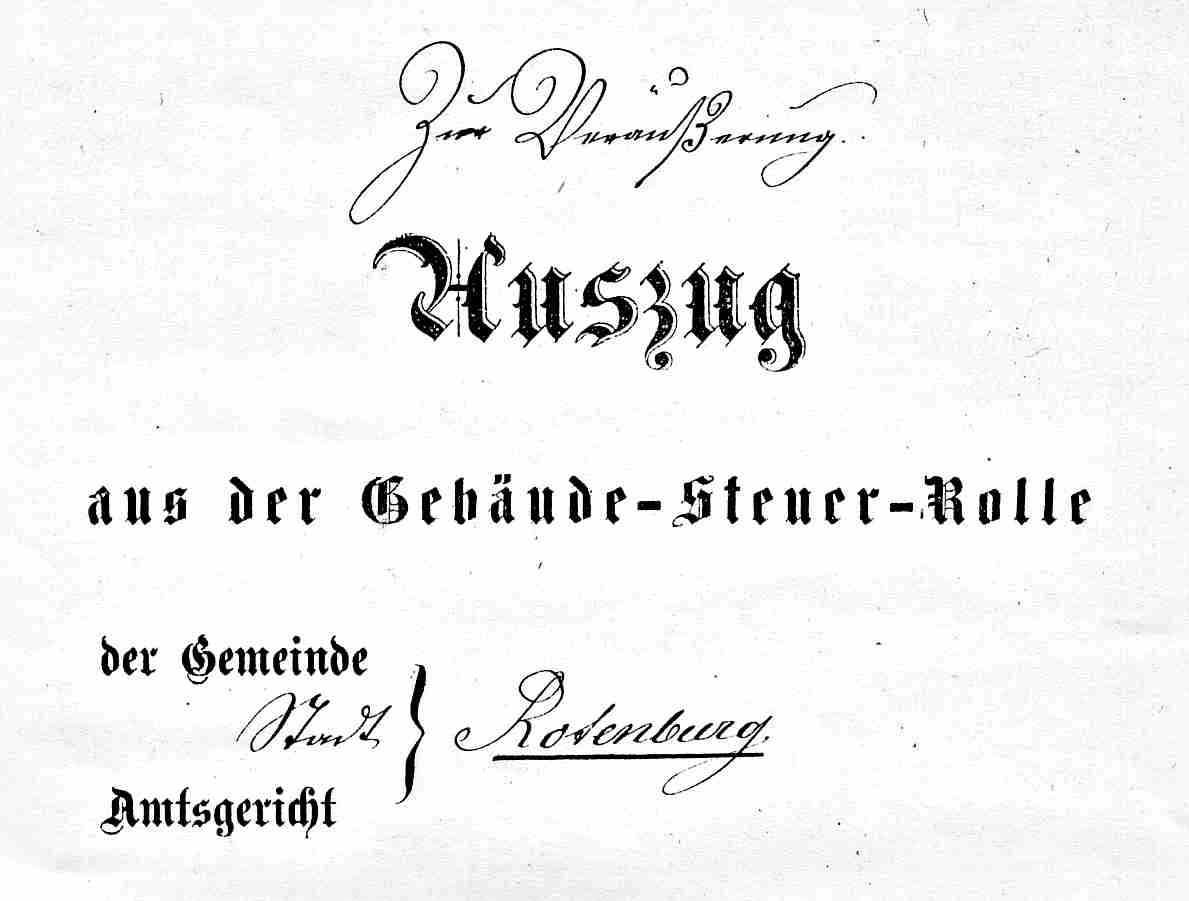 Zur Veräußerung.
Auszug
aus der Gebäude-Steuer-Rolle
der Gemeinde
Stadt } Rotenburg.
Amtsgericht